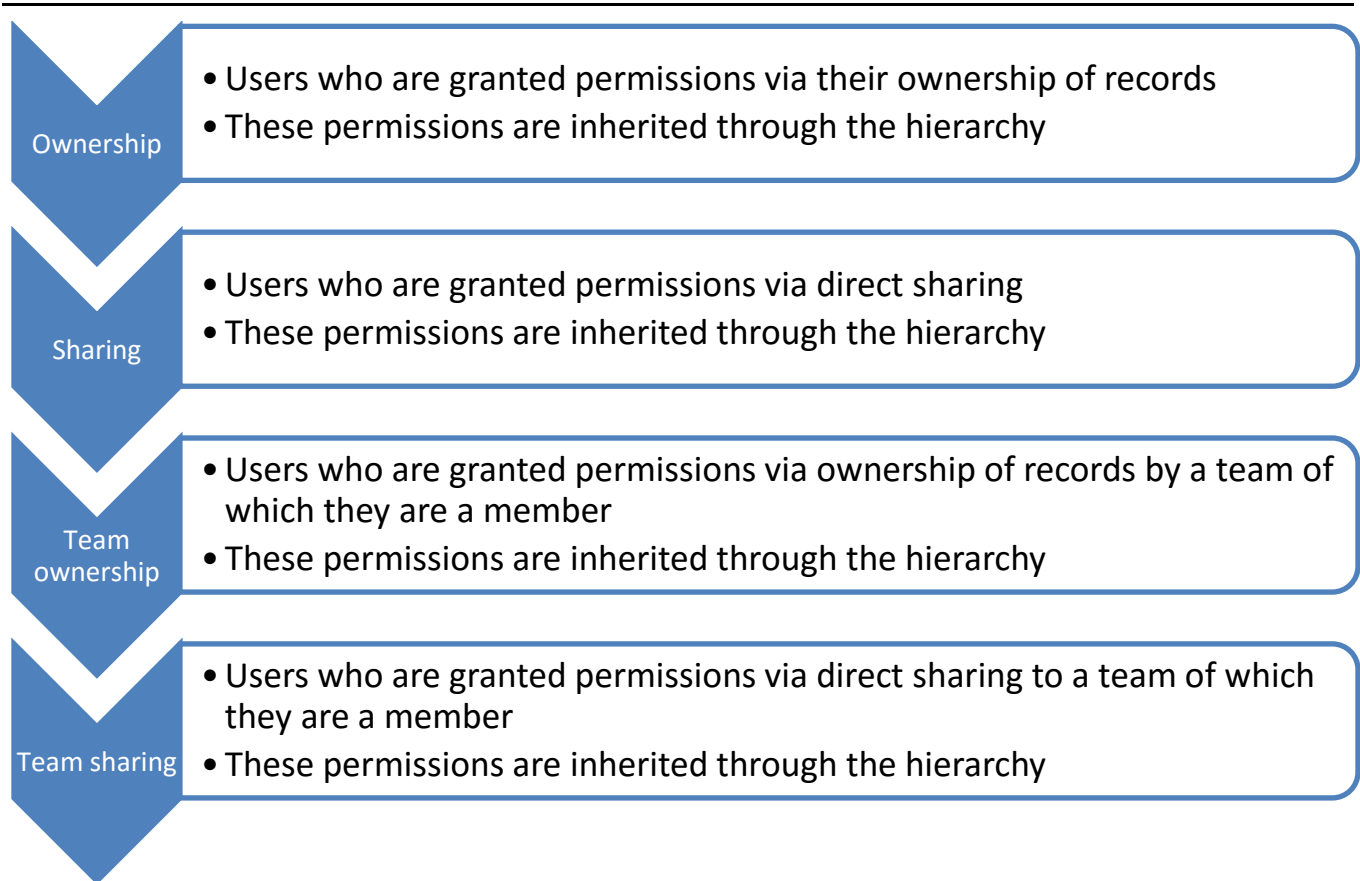 Ownership
• Users who are granted permissions via their ownership of records
• These permissions are inherited through the hierarchy
Sharing
• Users who are granted permissions via direct sharing
• These permissions are inherited through the hierarchy
Team
ownership
• Users who are granted permissions via ownership of records by a team of
which they are a member
• These permissions are inherited through the hierarchy
Team sharing
• Users who are granted permissions via direct sharing to a team of which
they are a member
• These permissions are inherited through the hierarchy